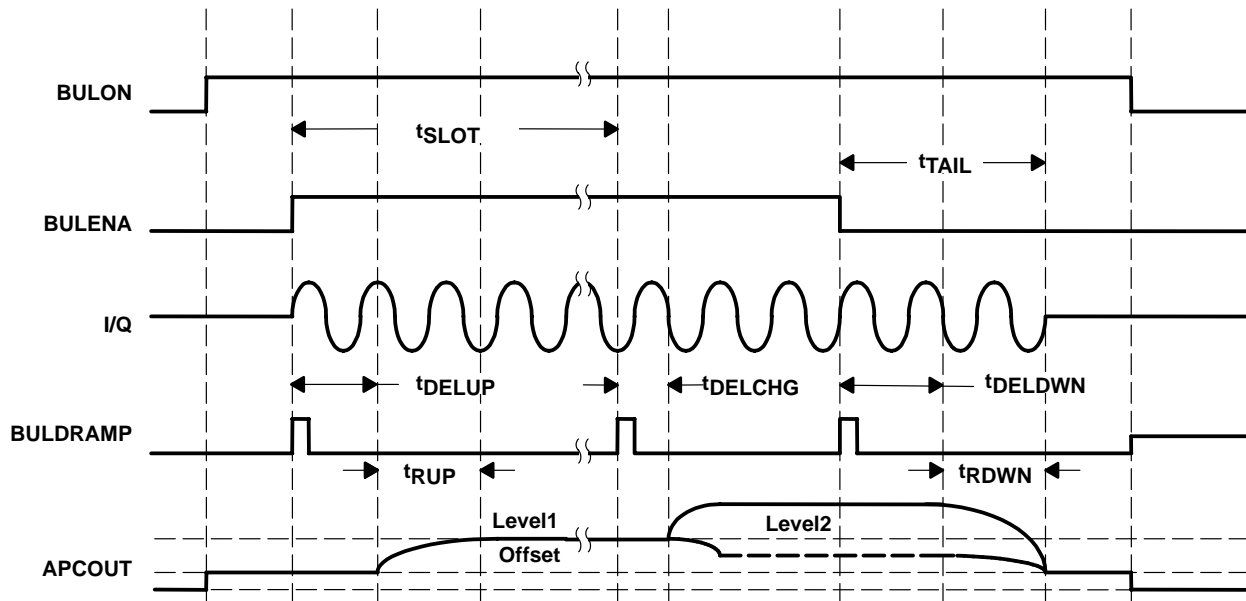 BULON
tSLOT
tTAIL
BULENA
I/Q
tDELUP
tDELCHG
tDELDWN
BULDRAMP
tRUP
tRDWN
Level1
Level2
Offset
APCOUT